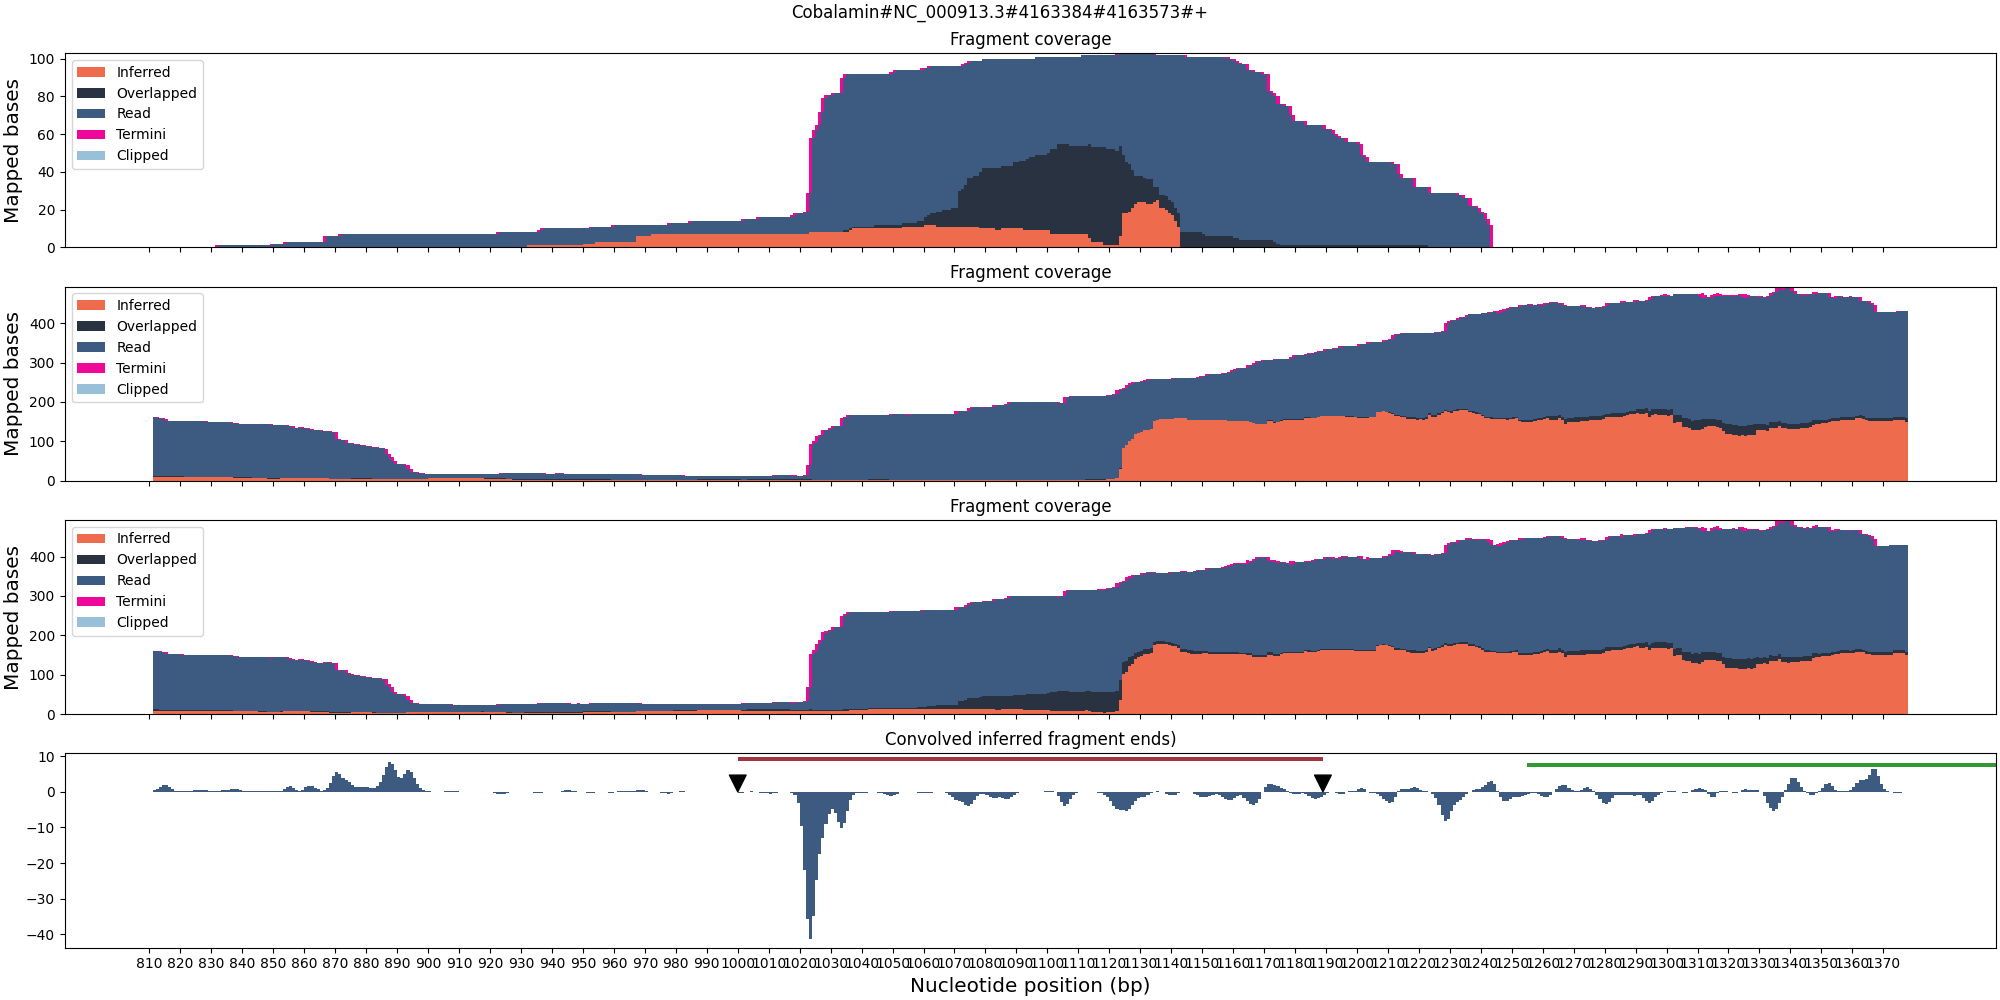 Cobalamin#NC_000913.3#4163384#4163573#+
Fragment coverage
Mapped bases
100
80
60
40
20
0
Inferred
Overlapped
Read
Termini
Clipped
Fragment coverage
Mapped bases
400
300
200
100
0
Inferred
Overlapped
Read
Termini
Clipped
Fragment coverage
Mapped bases
400
300
200
100
0
Inferred
Overlapped
Read
Termini
Clipped
Convolved inferred fragment ends)
10
0
−10
−20
−30
−40
810 820 830 840 850 860 870 880 890 900 910 920 930 940 950 960 970 980 990 1000 1010 1020 1030 1040 1050 1060 1070 1080 1090 1100 1110 1120 1130 1140 1150 1160 1170 1180 1190 1200 1210 1220 1230 1240 1250 1260 1270 1280 1290 1300 1310 1320 1330 1340 1350 1360 1370
Nucleotide position (bp)